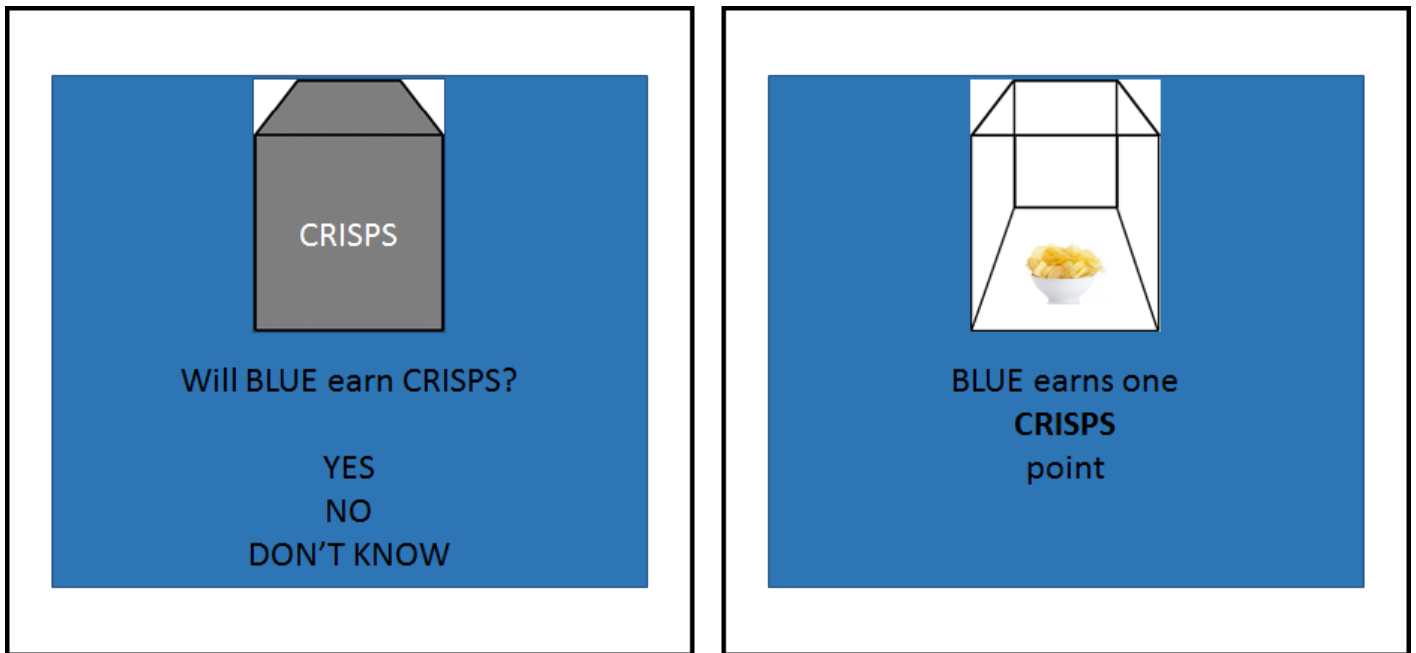 CRISPS
Will BLUE earn CRISPS?
YES
NO
DON'T KNOW
BLUE earns one
CRISPS
point